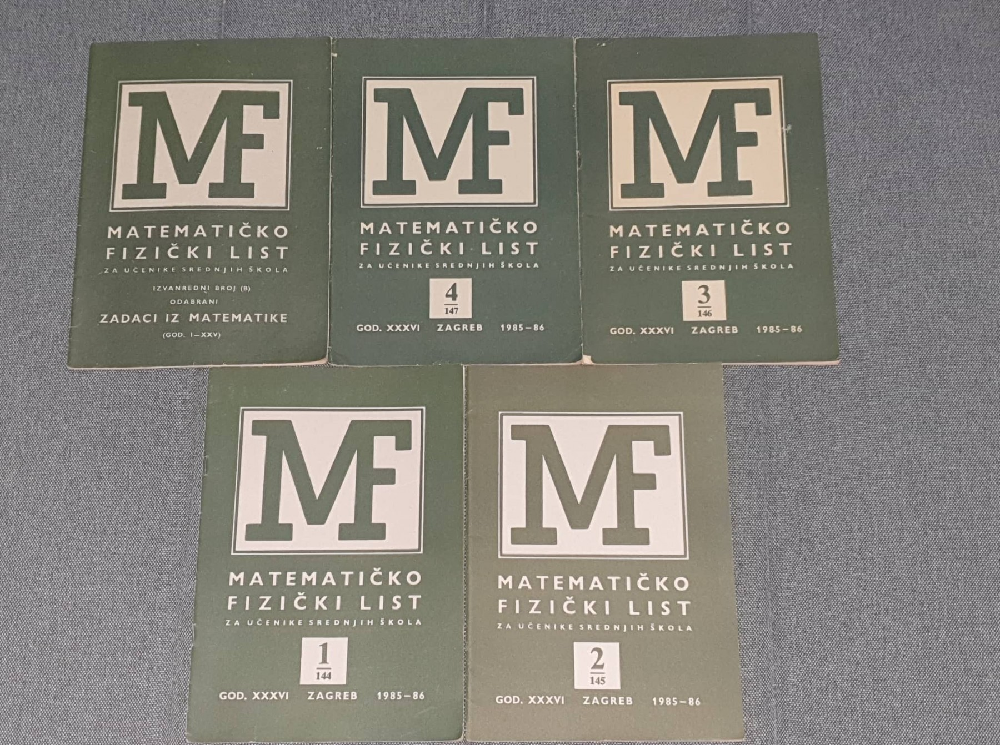 MF
MATEMATIČKO
FIZIČKI LIST
ZA UČENIKE SREDNJIH ŠKOLA
IZVANREDNI BROJ (B)
ODABRANI
ZADACI IZ MATEMATIKE
(GOD. I—XXV)
MF
MATEMATIČKO
FIZIČKI LIST
ZA UČENIKE SREDNJIH ŠKOLA
4
147
GOD. XXXVI ZAGREB 1985–86
MF
MATEMATIČKO
FIZIČKI LIST
ZA UČENIKE SREDNJIH ŠKOLA
3
146
GOD. XXXVI ZAGREB 1985–86
MF
MATEMATIČKO
FIZIČKI LIST
ZA UČENIKE SREDNJIH ŠKOLA
1
144
GOD. XXXVI ZAGREB 1985–86
MF
MATEMATIČKO
FIZIČKI LIST
ZA UČENIKE SREDNJIH ŠKOLA
2
145
GOD. XXXVI ZAGREB 1985–86